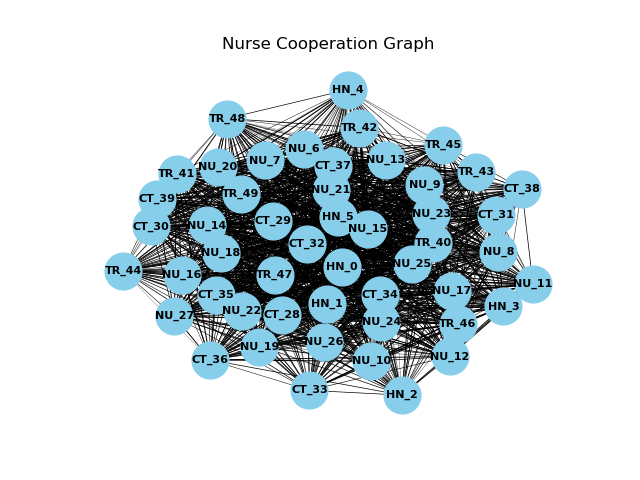 Nurse Cooperation Graph
HN_4
TR_48
TR_42
TR_45
NU_6
NU_7
NU_13
CT_37
NU_20
TR_43
TR_41
NU_9
CT_38
NU_21
TR_49
CT_39
NU_23
CT_31
HN_5
CT_29
NU_14
CT_30
NU_15
TR_40
CT_32
NU_8
NU_18
NU_25
HN_0
TR_44
NU_16
TR_47
NU_11
NU_17
CT_35
CT_34
HN_1
HN_3
NU_22
CT_28
NU_27
NU_24
TR_46
NU_26
NU_19
NU_12
CT_36
NU_10
CT_33
HN_2